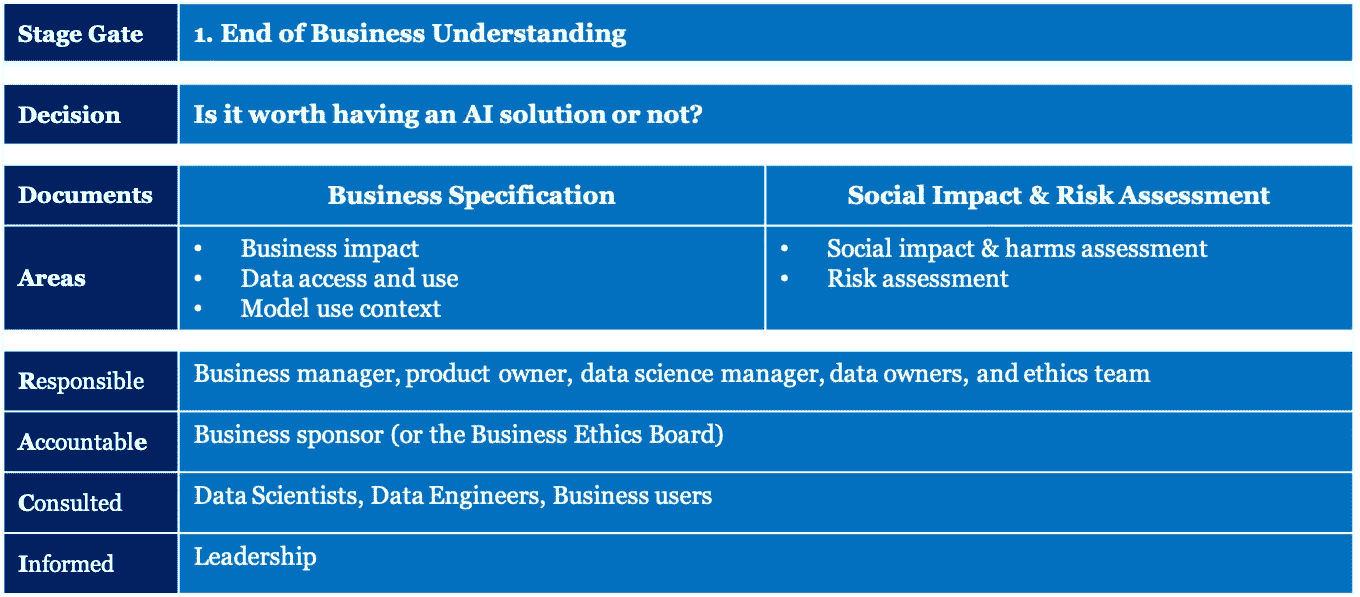 Stage Gate
1. End of Business Understanding
Decision
Is it worth having an AI solution or not?
Documents
Business Specification
Social Impact & Risk Assessment
Areas
• Business impact
• Data access and use
• Model use context
• Social impact & harms assessment
• Risk assessment
Responsible
Business manager, product owner, data science manager, data owners, and ethics team
Accountable
Business sponsor (or the Business Ethics Board)
Consulted
Data Scientists, Data Engineers, Business users
Informed
Leadership